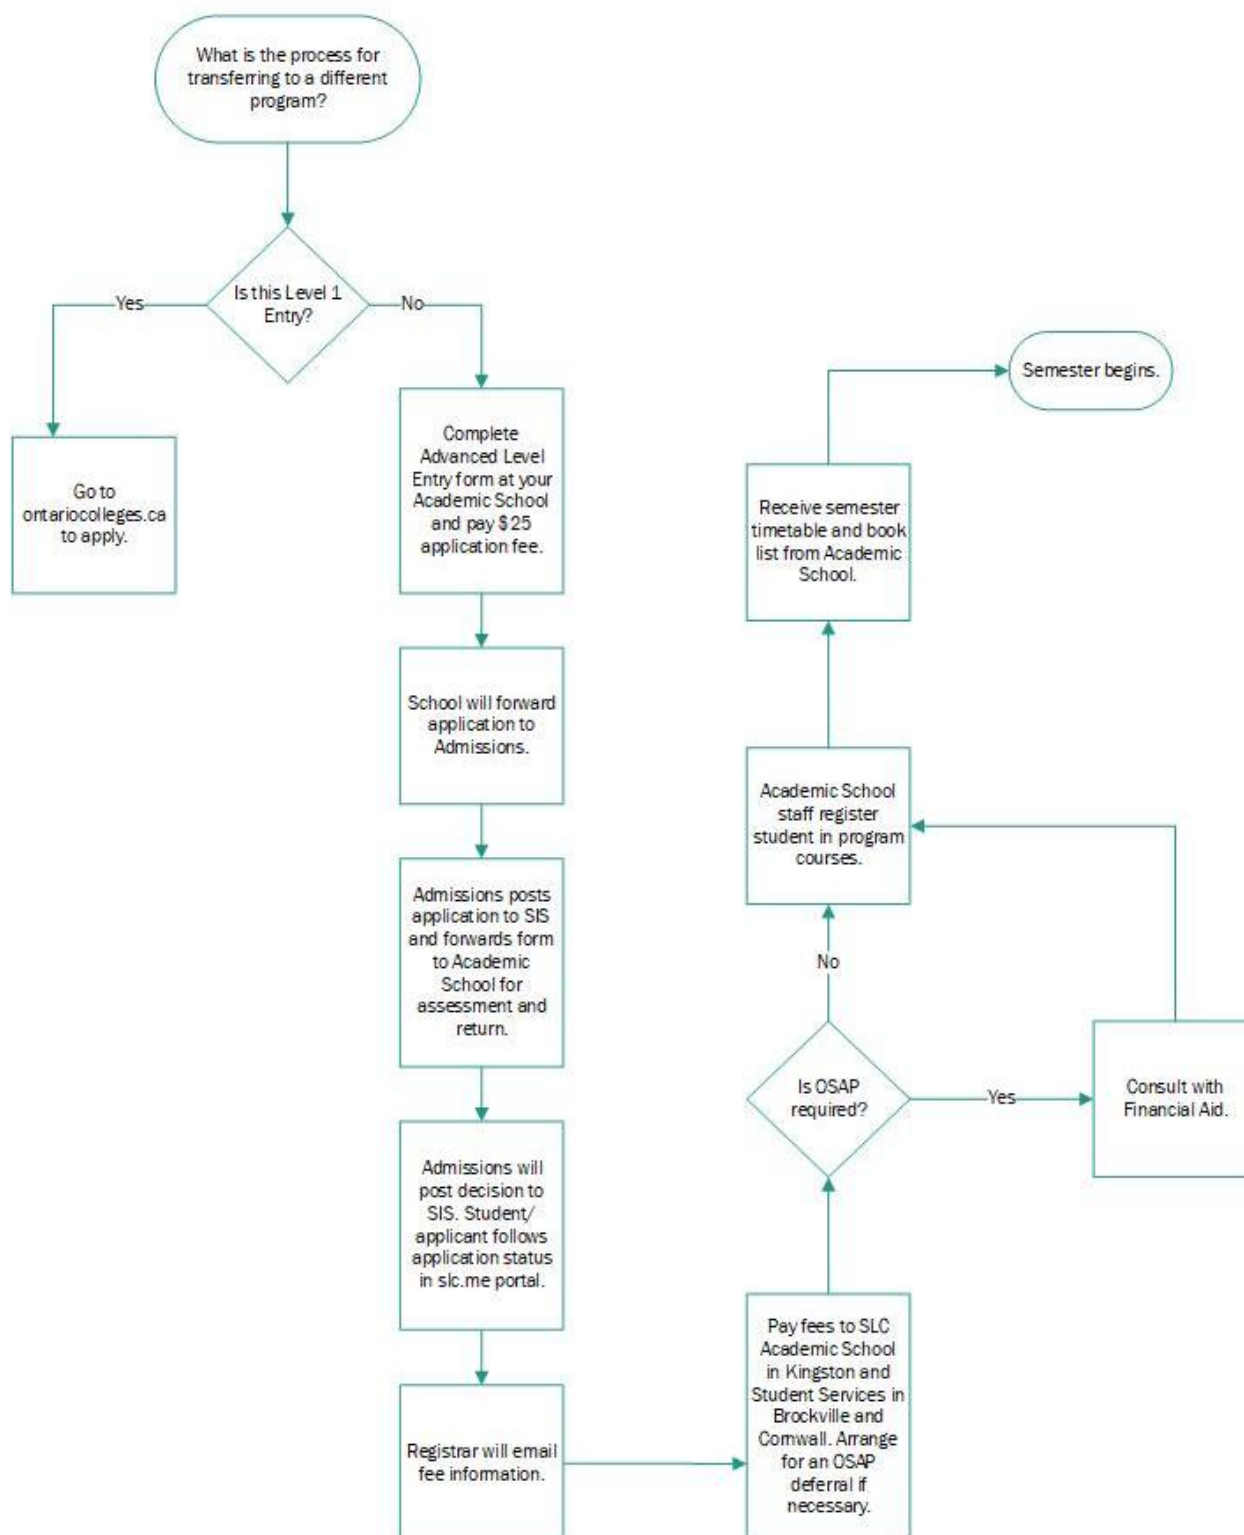 What is the process for
transferring to a different
program?
Is this Level 1
Entry?
Yes
No
Go to
ontariocolleges.ca
to apply.
Complete
Advanced Level
Entry form at your
Academic School
and pay $25
application fee.
School will forward
application to
Admissions.
Admissions posts
application to SIS
and forwards form
to Academic
School for
assessment and
return.
Admissions will
post decision to
SIS. Student/
applicant follows
application status
in slc.me portal.
Registrar will email
fee information.
Pay fees to SLC
Academic School
in Kingston and
Student Services in
Brockville and
Cornwall. Arrange
for an OSAP
deferral if
necessary.
Is OSAP
required?
Yes
No
Consult with
Financial Aid.
Academic School
staff register
student in program
courses.
Receive semester
timetable and book
list from Academic
School.
Semester begins.